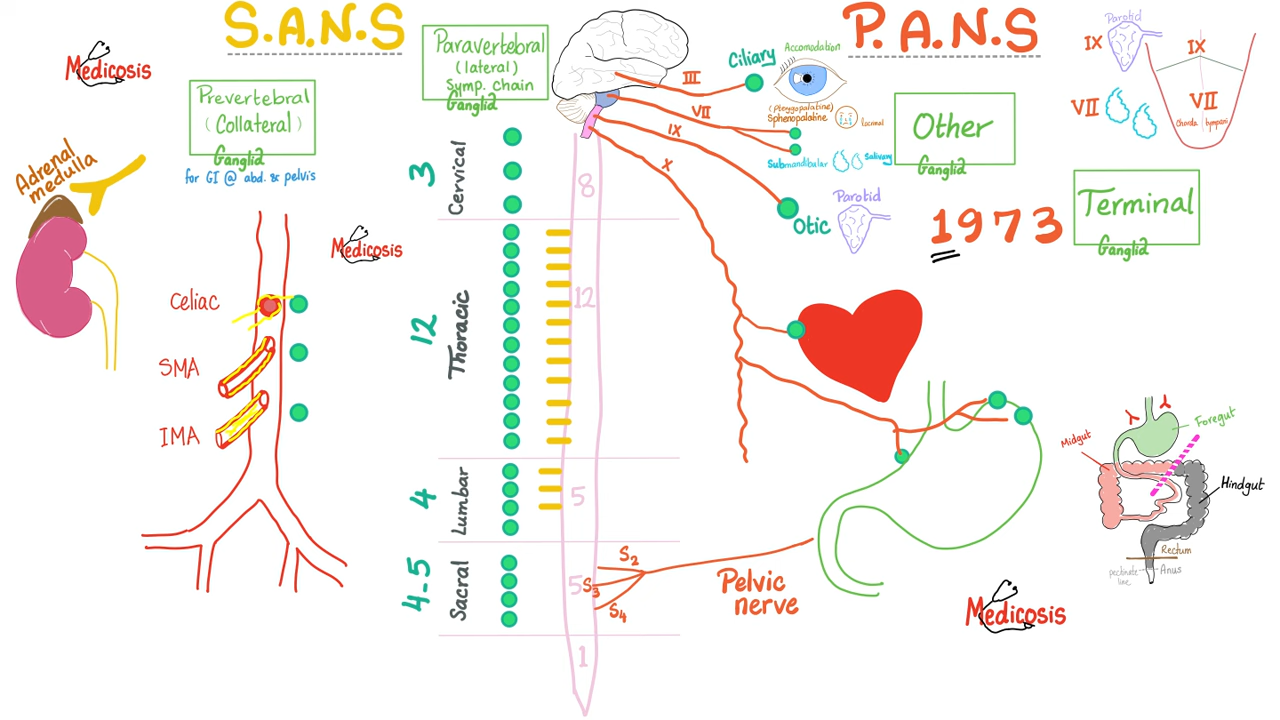 S.A.N.S
P.A.N.S
Medicosis
Prevertebral
(Collateral)
Ganglia
for GI @ abd. & pelvis
Paravertebral
(lateral)
Symp. chain
Ganglia
Adrenal
medulla
Medicosis
Celiac
SMA
IMA
3
Cervical
12
Thoracic
4
Lumbar
4-5
Sacral
8
12
5
5
1
III
VII
IX
X
Ciliary
Accomodation
(Pterygopalatine)
Sphenopalatine
lacrimal
Submandibular
Salivary
Otic
Parotid
Other
Ganglia
1973
Terminal
Ganglia
Parotid
IX
VII
IX
VII
Chorda
tympani
S2
S3
S4
Pelvic
nerve
Midgut
Foregut
Hindgut
Rectum
pectinate
line
Anus
Medicosis